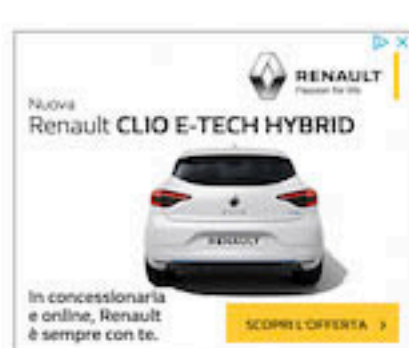 RENAULT
Passion for life
Nuova
Renault CLIO E-TECH HYBRID
RENAULT
In concessionaria
e online, Renault
è sempre con te.
SCOPRI L'OFFERTA >